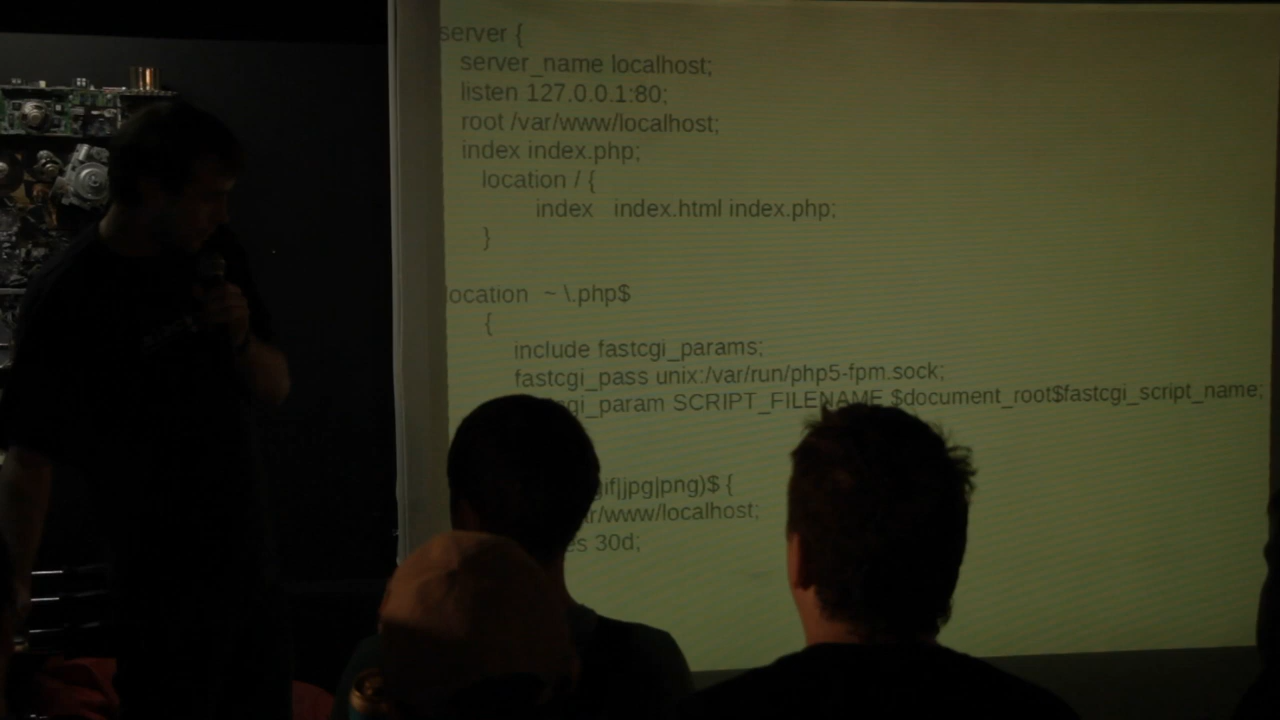 server {
server_name localhost;
listen 127.0.0.1:80;
root /var/www/localhost;
index index.php;
location / {
index index.html index.php;
}
location ~ \.php$
{
include fastcgi_params;
fastcgi_pass unix:/var/run/php5-fpm.sock;
gi_param SCRIPT_FILENAME $document_root$fastcgi_script_name;
gif|jpg|png)$ {
/www/localhost;
30d;